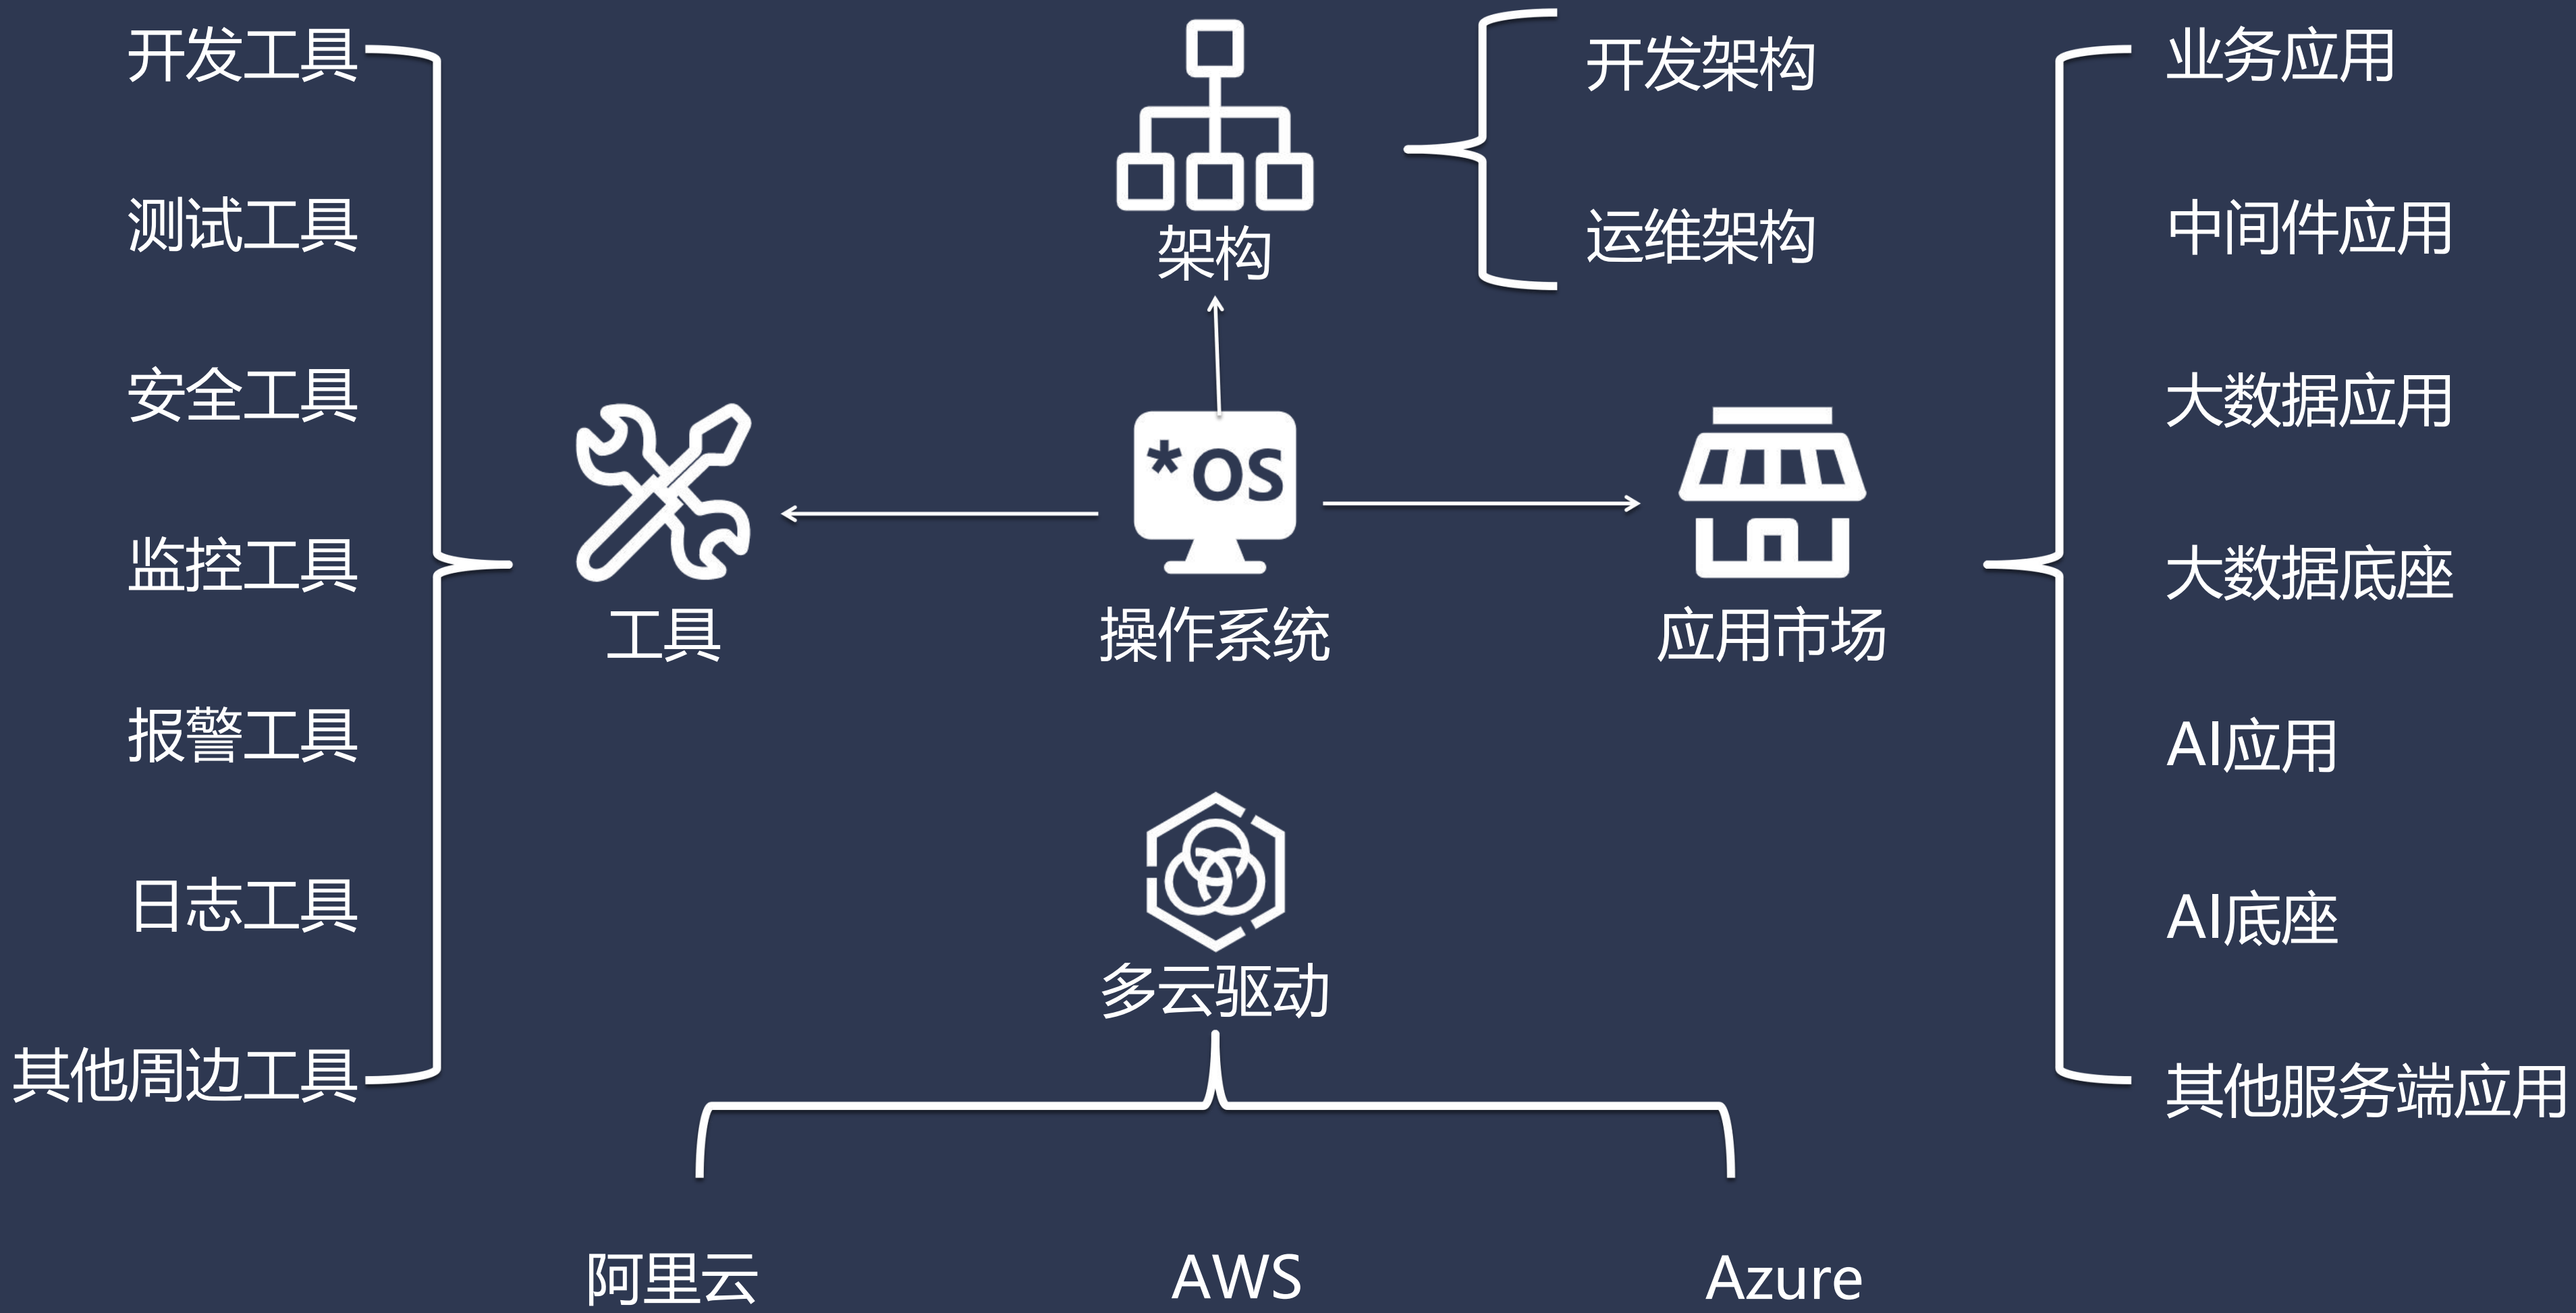 开发工具
测试工具
安全工具
监控工具
报警工具
日志工具
其他周边工具
工具
架构
开发架构
运维架构
*OS
操作系统
应用市场
业务应用
中间件应用
大数据应用
大数据底座
AI应用
AI底座
其他服务端应用
多云驱动
阿里云
AWS
Azure